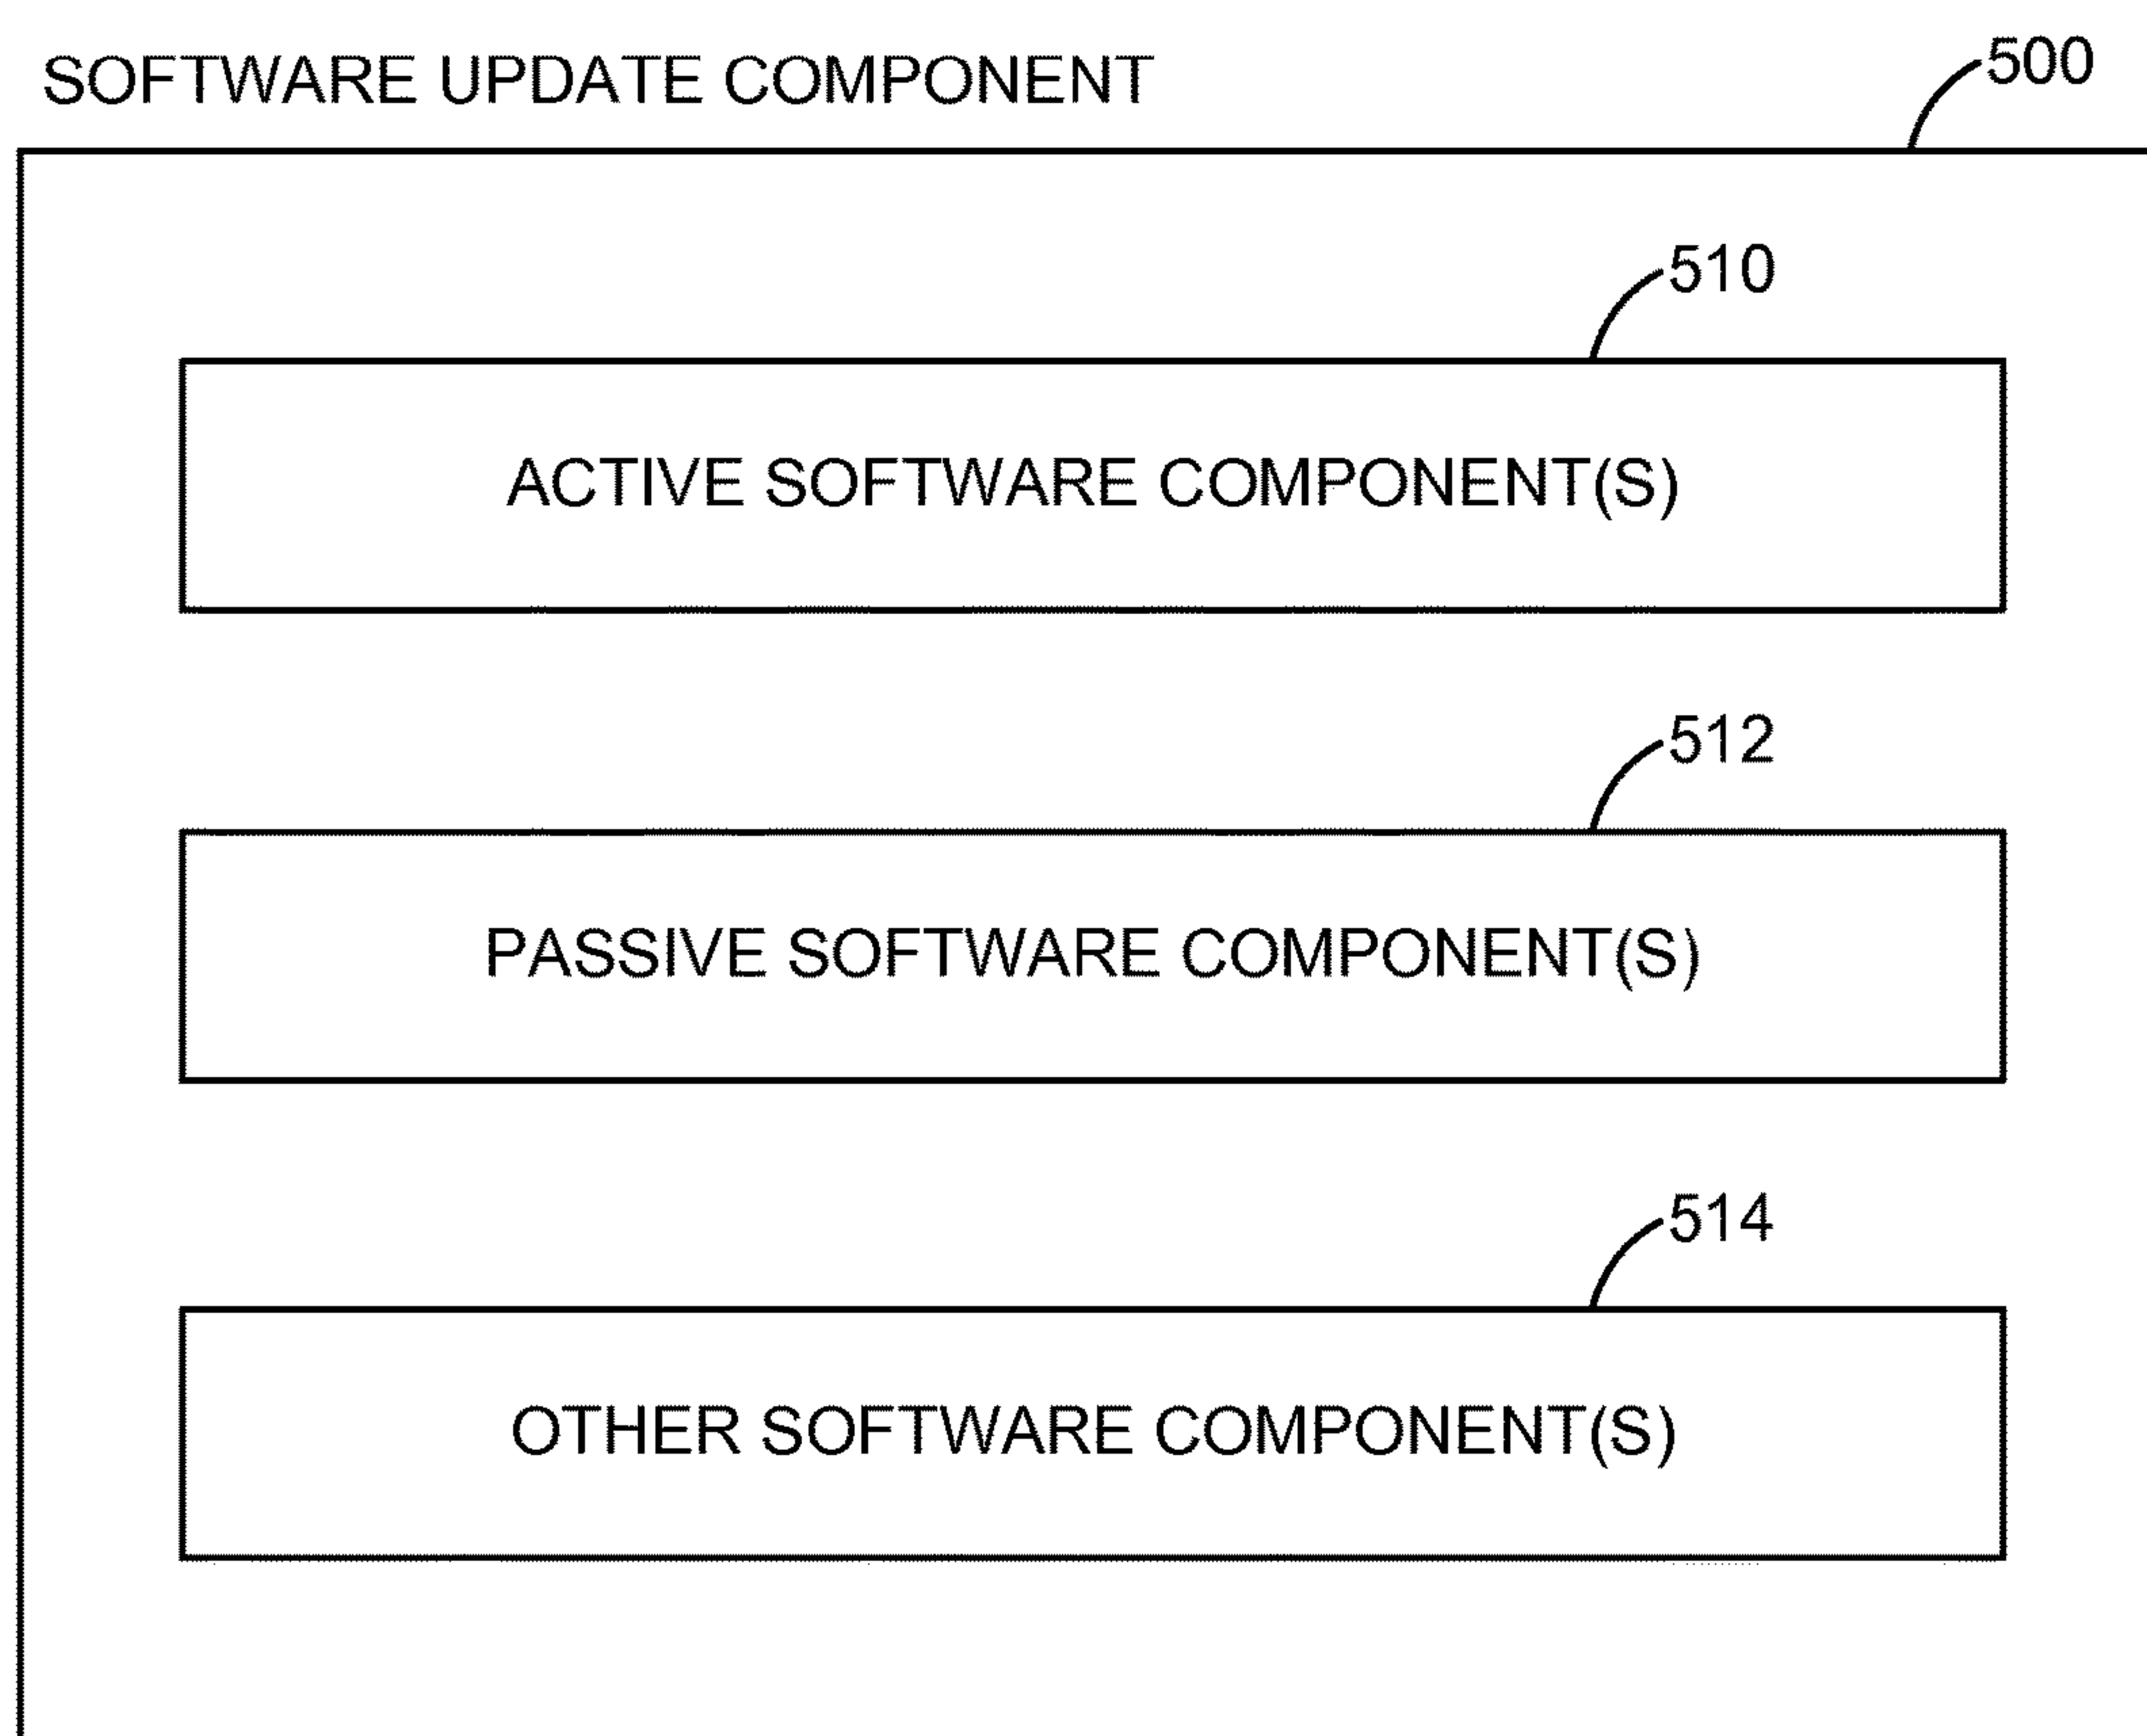 SOFTWARE UPDATE COMPONENT
500
510
ACTIVE SOFTWARE COMPONENT(S)
512
PASSIVE SOFTWARE COMPONENT(S)
514
OTHER SOFTWARE COMPONENT(S)